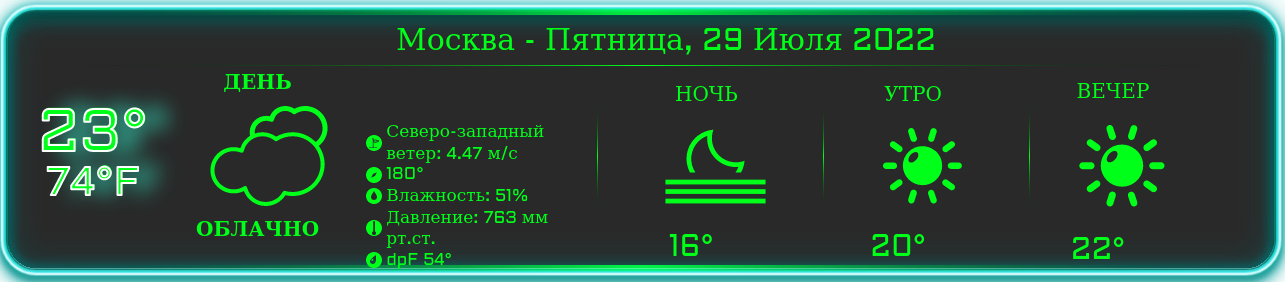 Москва - Пятница, 29 Июля 2022
ДЕНЬ
23°
74°F
ОБЛАЧНО
Северо-западный
ветер: 4.47 м/с
180°
Влажность: 51%
Давление: 763 мм
рт.ст.
dpF 54°
НОЧЬ
16°
УТРО
20°
ВЕЧЕР
22°